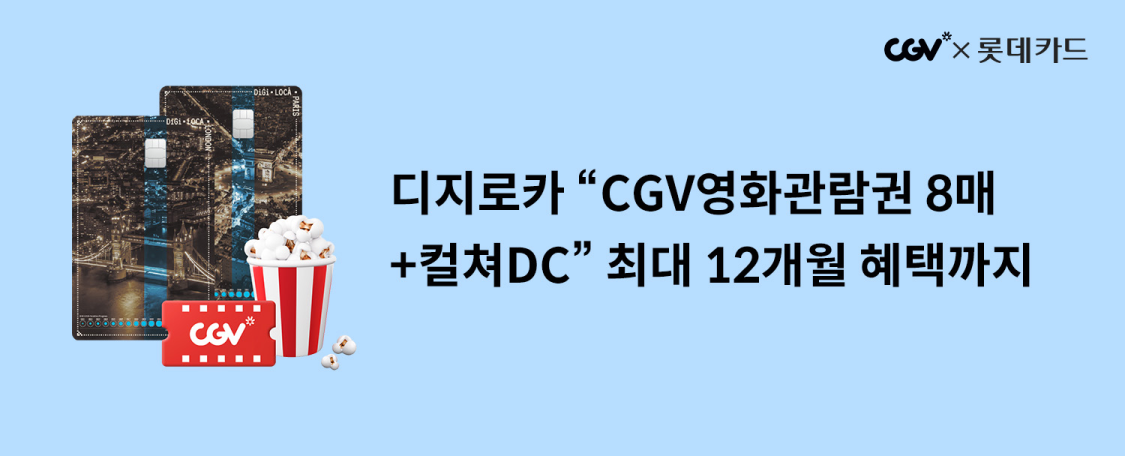 CGV × 롯데카드
DiGi · LOCA · PARIS
DiGi · LOCA · LONDON
디지로카 “CGV영화관람권 8매
+컬쳐DC” 최대 12개월 혜택까지
CGV